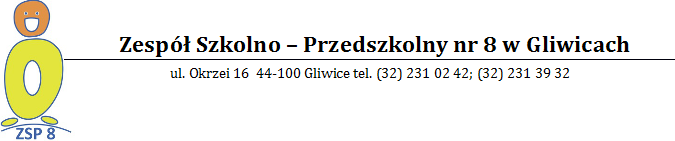 Zespół Szkolno – Przedszkolny nr 8 w Gliwicach
ul. Okrzei 16  44-100 Gliwice tel. (32) 231 02 42; (32) 231 39 32
ZSP 8